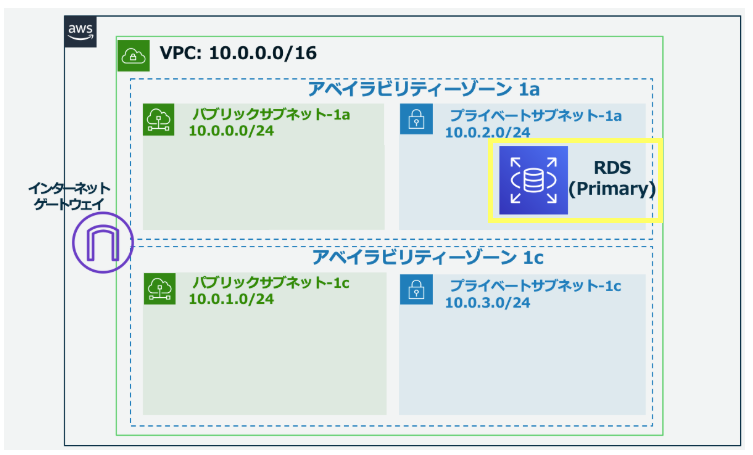 aws
VPC: 10.0.0.0/16
アベイラビリティーゾーン 1a
パブリックサブネット-1a
10.0.0.0/24
プライベートサブネット-1a
10.0.2.0/24
RDS
(Primary)
インターネット
ゲートウェイ
アベイラビリティーゾーン 1c
パブリックサブネット-1c
10.0.1.0/24
プライベートサブネット-1c
10.0.3.0/24